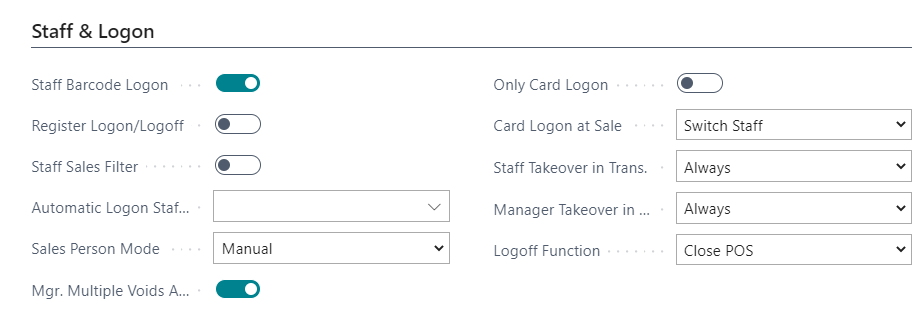 Staff & Logon
Staff Barcode Logon
Register Logon/Logoff
Staff Sales Filter
Automatic Logon Staf...
Sales Person Mode Manual
Mgr. Multiple Voids A...
Only Card Logon
Card Logon at Sale Switch Staff
Staff Takeover in Trans. Always
Manager Takeover in ... Always
Logoff Function Close POS